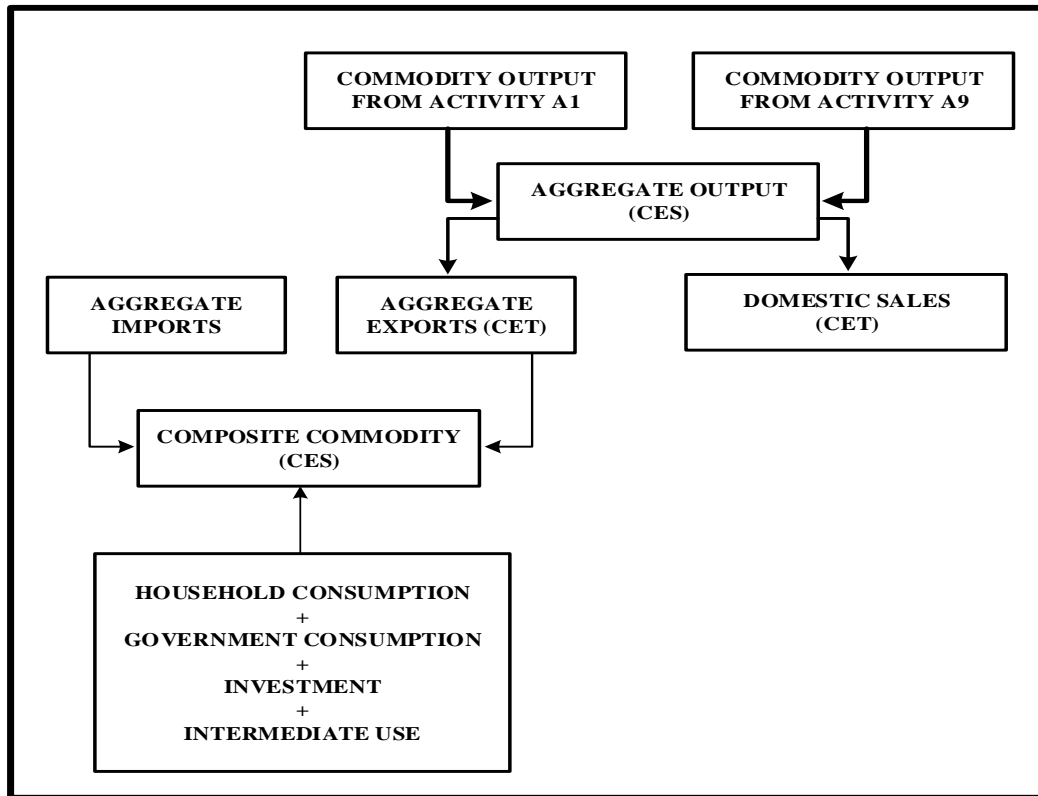 COMMODITY OUTPUT
FROM ACTIVITY A1
COMMODITY OUTPUT
FROM ACTIVITY A9
AGGREGATE OUTPUT
(CES)
AGGREGATE
IMPORTS
AGGREGATE
EXPORTS (CET)
DOMESTIC SALES
(CET)
COMPOSITE COMMODITY
(CES)
HOUSEHOLD CONSUMPTION
+
GOVERNMENT CONSUMPTION
+
INVESTMENT
+
INTERMEDIATE USE